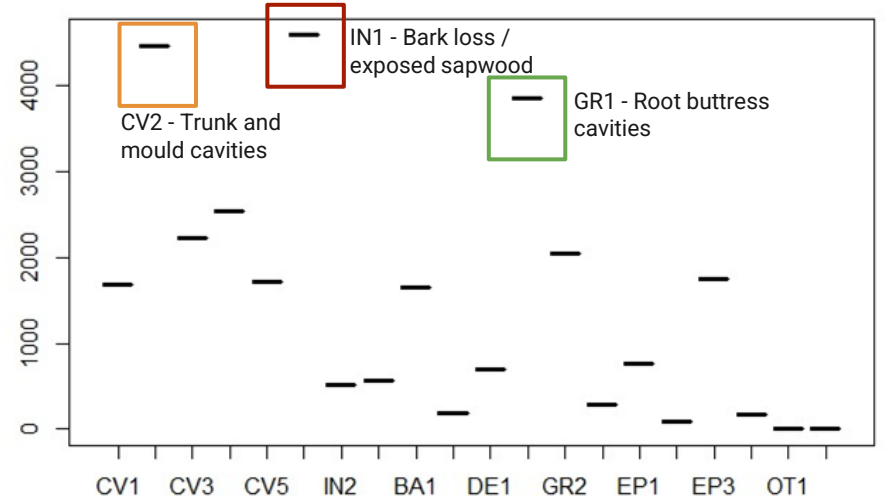 IN1 - Bark loss /
exposed sapwood
CV2 - Trunk and
mould cavities
GR1 - Root buttress
cavities
4000
3000
2000
1000
0
CV1 CV3 CV5 IN2 BA1 DE1 GR2 EP1 EP3 OT1